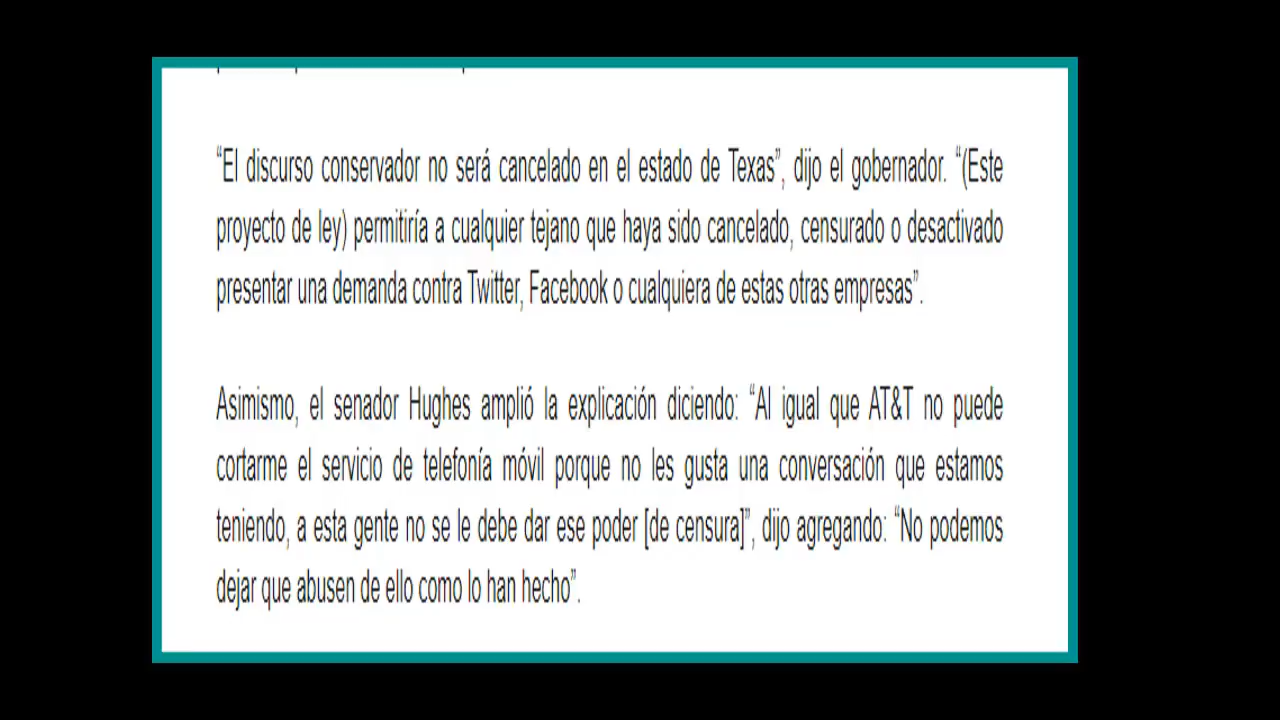 “El discurso conservador no será cancelado en el estado de Texas”, dijo el gobernador. “(Este
proyecto de ley) permitiría a cualquier tejano que haya sido cancelado, censurado o desactivado
presentar una demanda contra Twitter, Facebook o cualquiera de estas otras empresas”.
Asimismo, el senador Hughes amplió la explicación diciendo: “Al igual que AT&T no puede
cortarme el servicio de telefonía móvil porque no les gusta una conversación que estamos
teniendo, a esta gente no se le debe dar ese poder [de censura]”, dijo agregando: “No podemos
dejar que abusen de ello como lo han hecho”.